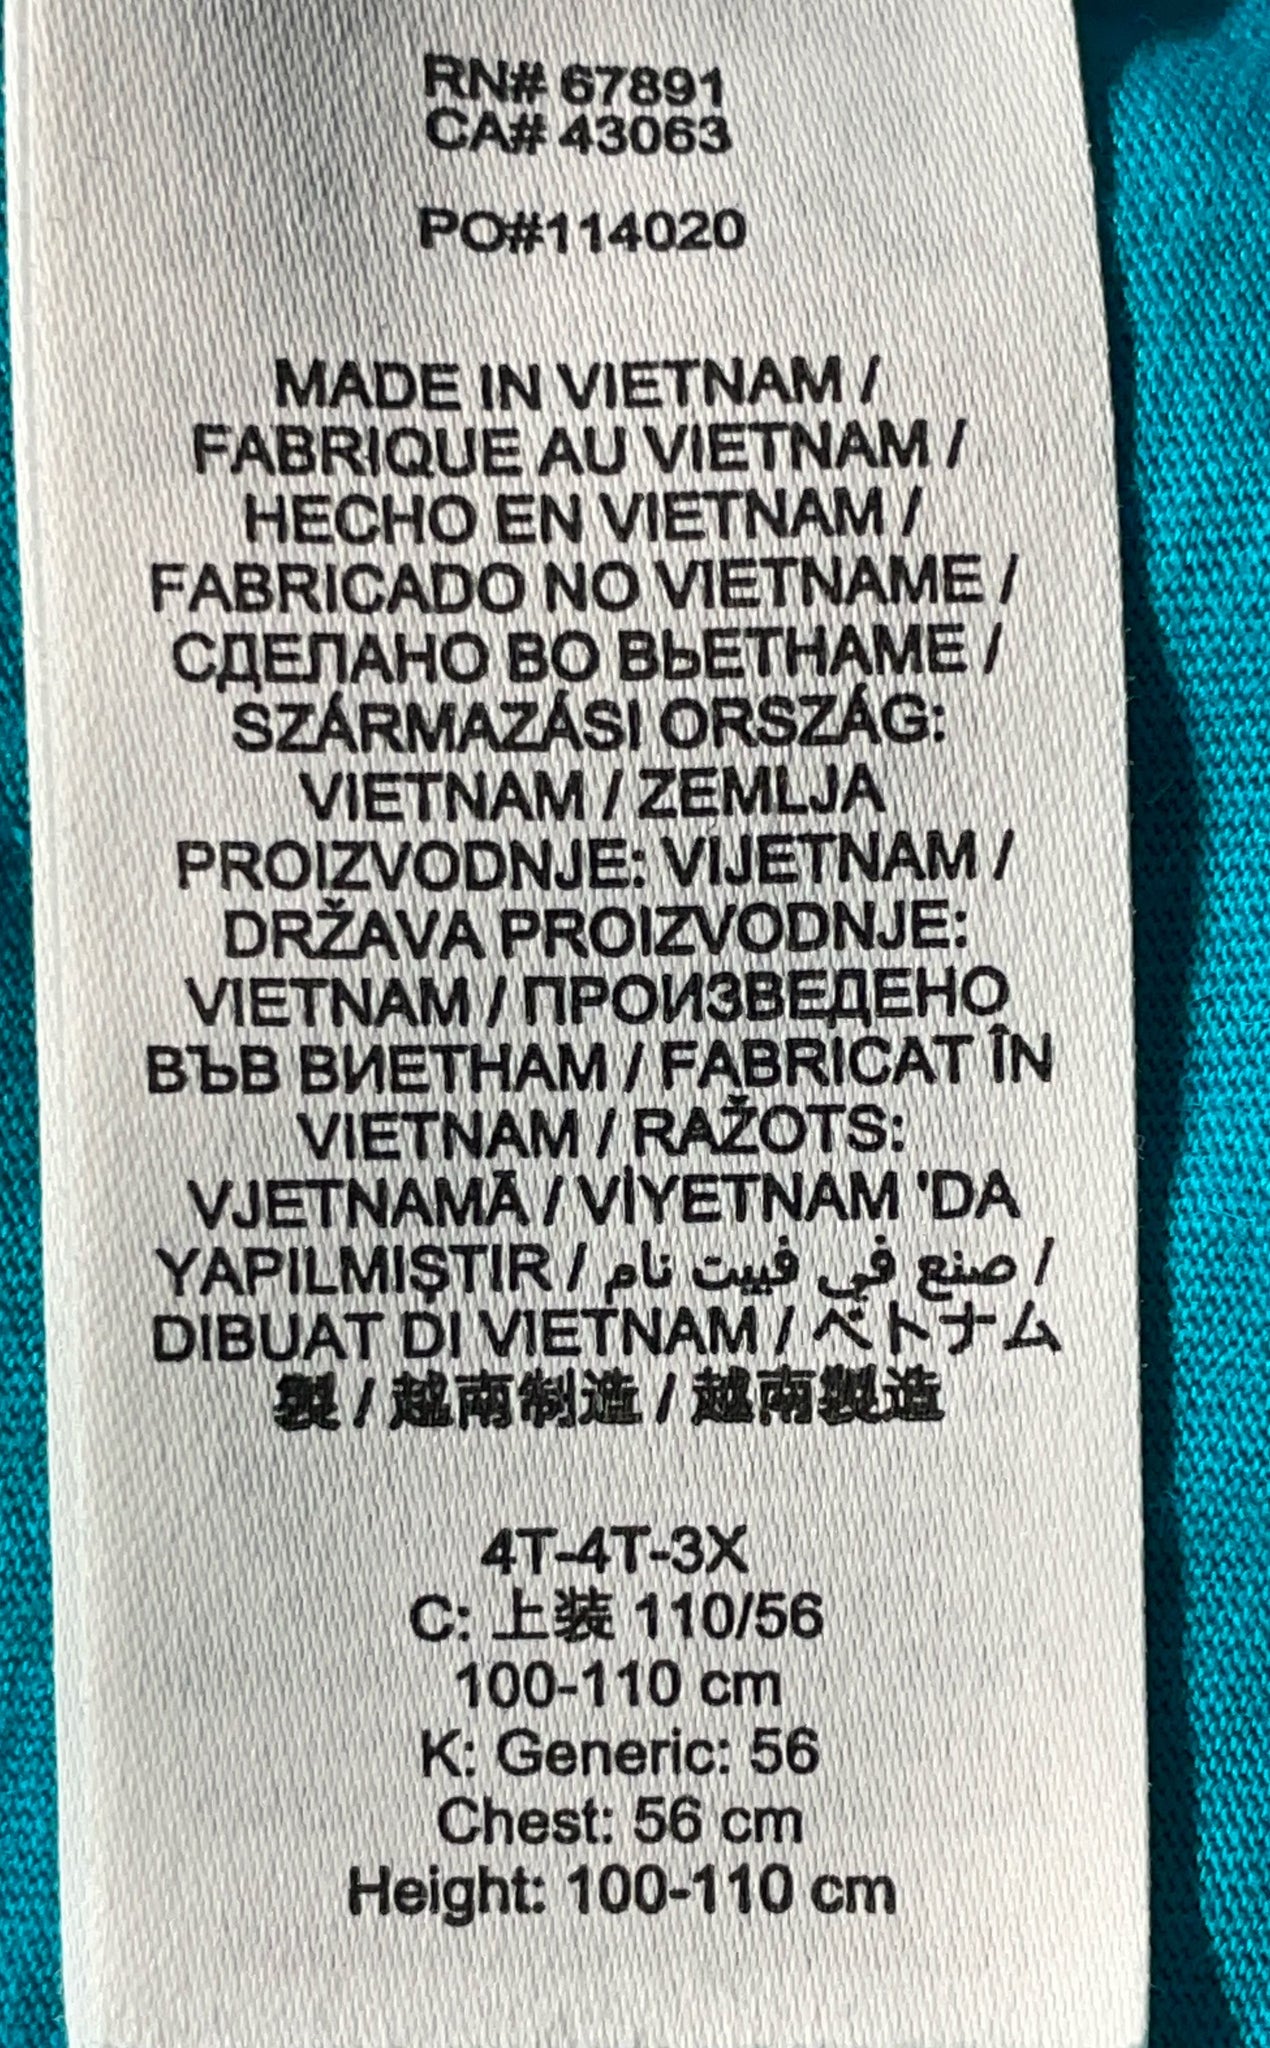 RN# 67891
CA# 43063
PO#114020
MADE IN VIETNAM /
FABRIQUE AU VIETNAM /
HECHO EN VIETNAM /
FABRICADO NO VIETNAME /
СДЕЛАНО ВО ВЬЕТНАМЕ /
SZÁRMAZÁSI ORSZÁG:
VIETNAM / ZEMLJA
PROIZVODNJE: VIJETNAM /
DRŽAVA PROIZVODNJE:
VIETNAM / ПРОИЗВЕДЕНО
ВЪВ ВИЕТНАМ / FABRICAT ÎN
VIETNAM / RAŽOTS:
VJETNAMĀ / VİYETNAM 'DA
YAPILMIŞTIR / صنع في فييت نام /
DIBUAT DI VIETNAM / ベトナム
製 / 越南制造 / 越南製造
4T-4T-3X
C: 上装 110/56
100-110 cm
K: Generic: 56
Chest: 56 cm
Height: 100-110 cm